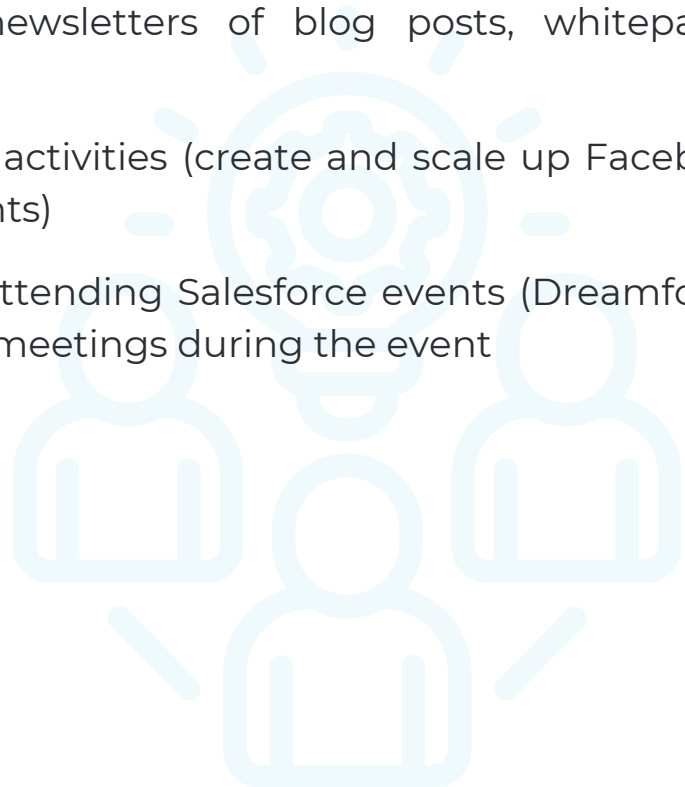 newsletters of blog posts, whitepa
activities (create and scale up Faceb
nts)
ttending Salesforce events (Dreamfo
meetings during the event